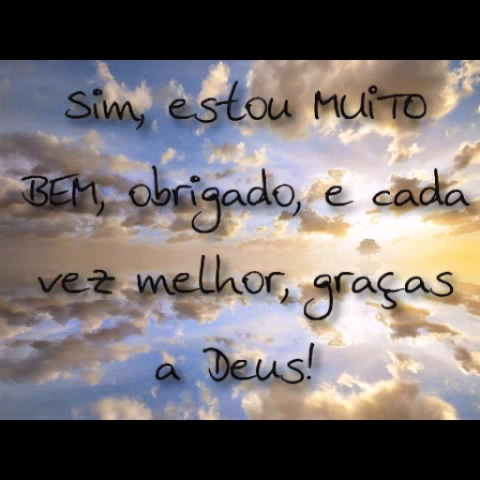 Sim, estou MUiTO
BEM, obrigado, e cada
vez melhor, graças
a Deus!